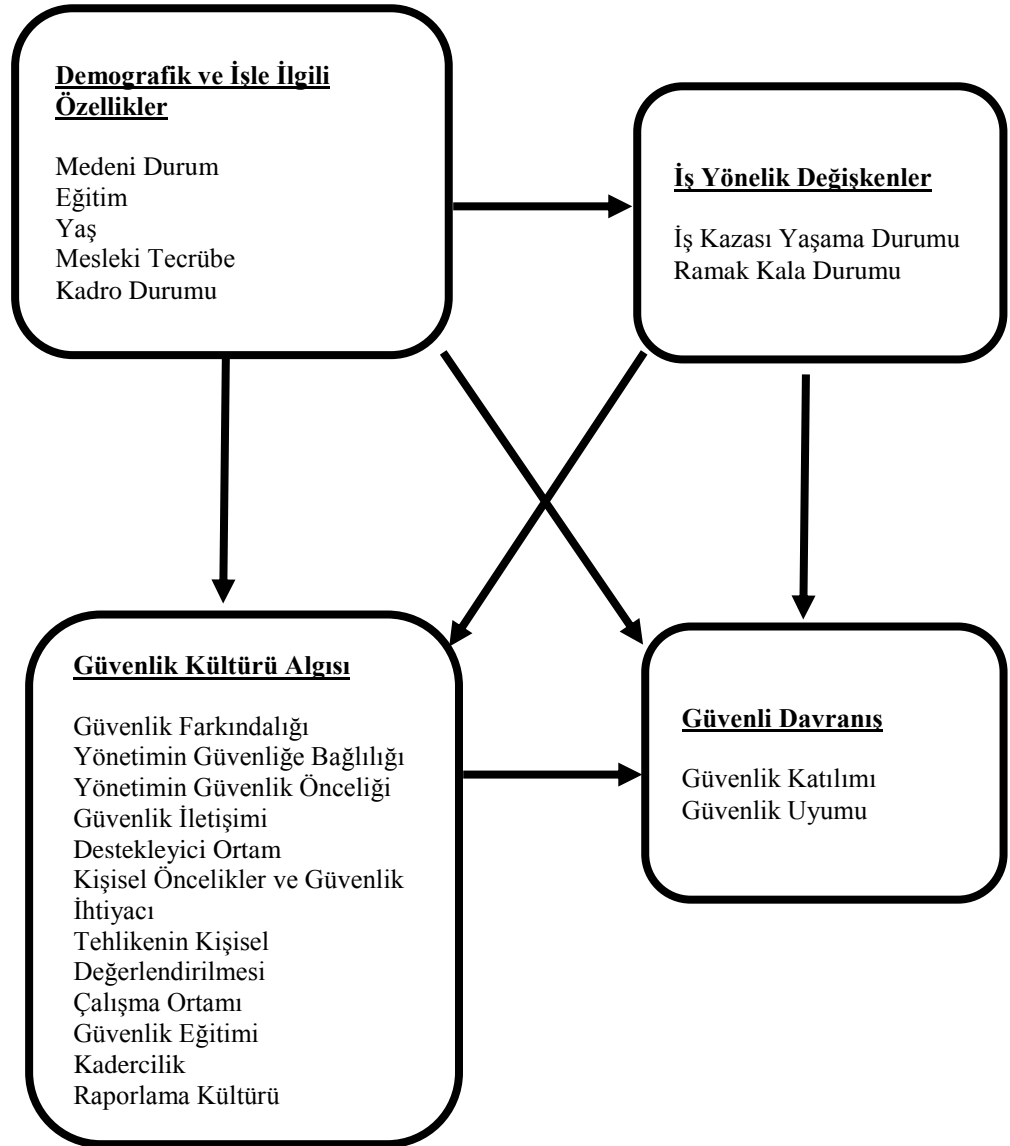 Demografik ve İşle İlgili
Özellikler
Medeni Durum
Eğitim
Yaş
Mesleki Tecrübe
Kadro Durumu
İş Yönelik Değişkenler
İş Kazası Yaşama Durumu
Ramak Kala Durumu
Güvenlik Kültürü Algısı
Güvenlik Farkındalığı
Yönetimin Güvenliğe Bağlılığı
Yönetimin Güvenlik Önceliği
Güvenlik İletişimi
Destekleyici Ortam
Kişisel Öncelikler ve Güvenlik
İhtiyacı
Tehlikenin Kişisel
Değerlendirilmesi
Çalışma Ortamı
Güvenlik Eğitimi
Kadercilik
Raporlama Kültürü
Güvenli Davranış
Güvenlik Katılımı
Güvenlik Uyumu